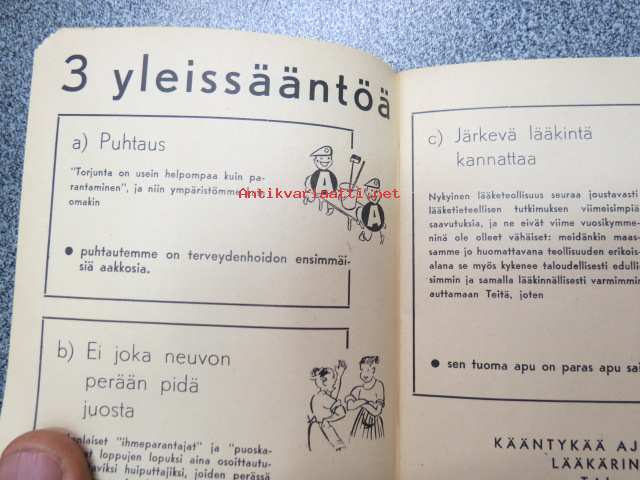 3 yleissääntöä
a) Puhtaus
"Torjunta on usein helpompaa kuin pa-
rantaminen", ja niin ympäristömme
omakin
A
A
Antikvariaatti.net
● puhtautemme on terveydenhoidon ensimmäi-
siä aakkosia.
b) Ei joka neuvon
perään pidä
juosta
"ihmeparantajat" ja "puoska-
loppujen lopuksi aina osoittautu-
huiputtajiksi, joiden perässä
c) Järkevä lääkintä
kannattaa
Nykyinen lääketeollisuus seuraa joustavasti
lääketieteellisen tutkimuksen viimeisimpiä
saavutuksia, ja ne eivät viime vuosikymme-
ninä ole olleet vähäiset: meidänkin maas-
samme jo huomattavana teollisuuden erikois-
alana se myös kykenee taloudellisesti edulli-
simmin ja samalla lääkinnällisesti varmimmin
auttamaan Teitä, joten
● sen tuoma apu on paras apu sai
KÄÄNTYKÄÄ AJ
LÄÄKÄRIN